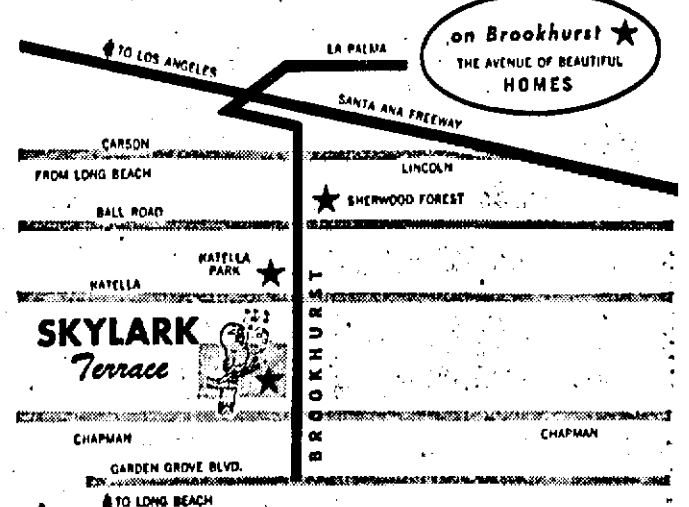 on Brookhurst
THE AVENUE OF BEAUTIFUL
HOMES
LA PALMA
TO LOS ANGELES
SANTA ANA FREEWAY
CARSON
LINCOLN
FROM LONG BEACH
SHERWOOD FOREST
BALL ROAD
KATELLA
PARK
KATELLA
BROOKHURST
SKYLARK
Terrace
CHAPMAN
CHAPMAN
GARDEN GROVE BLVD.
TO LONG BEACH